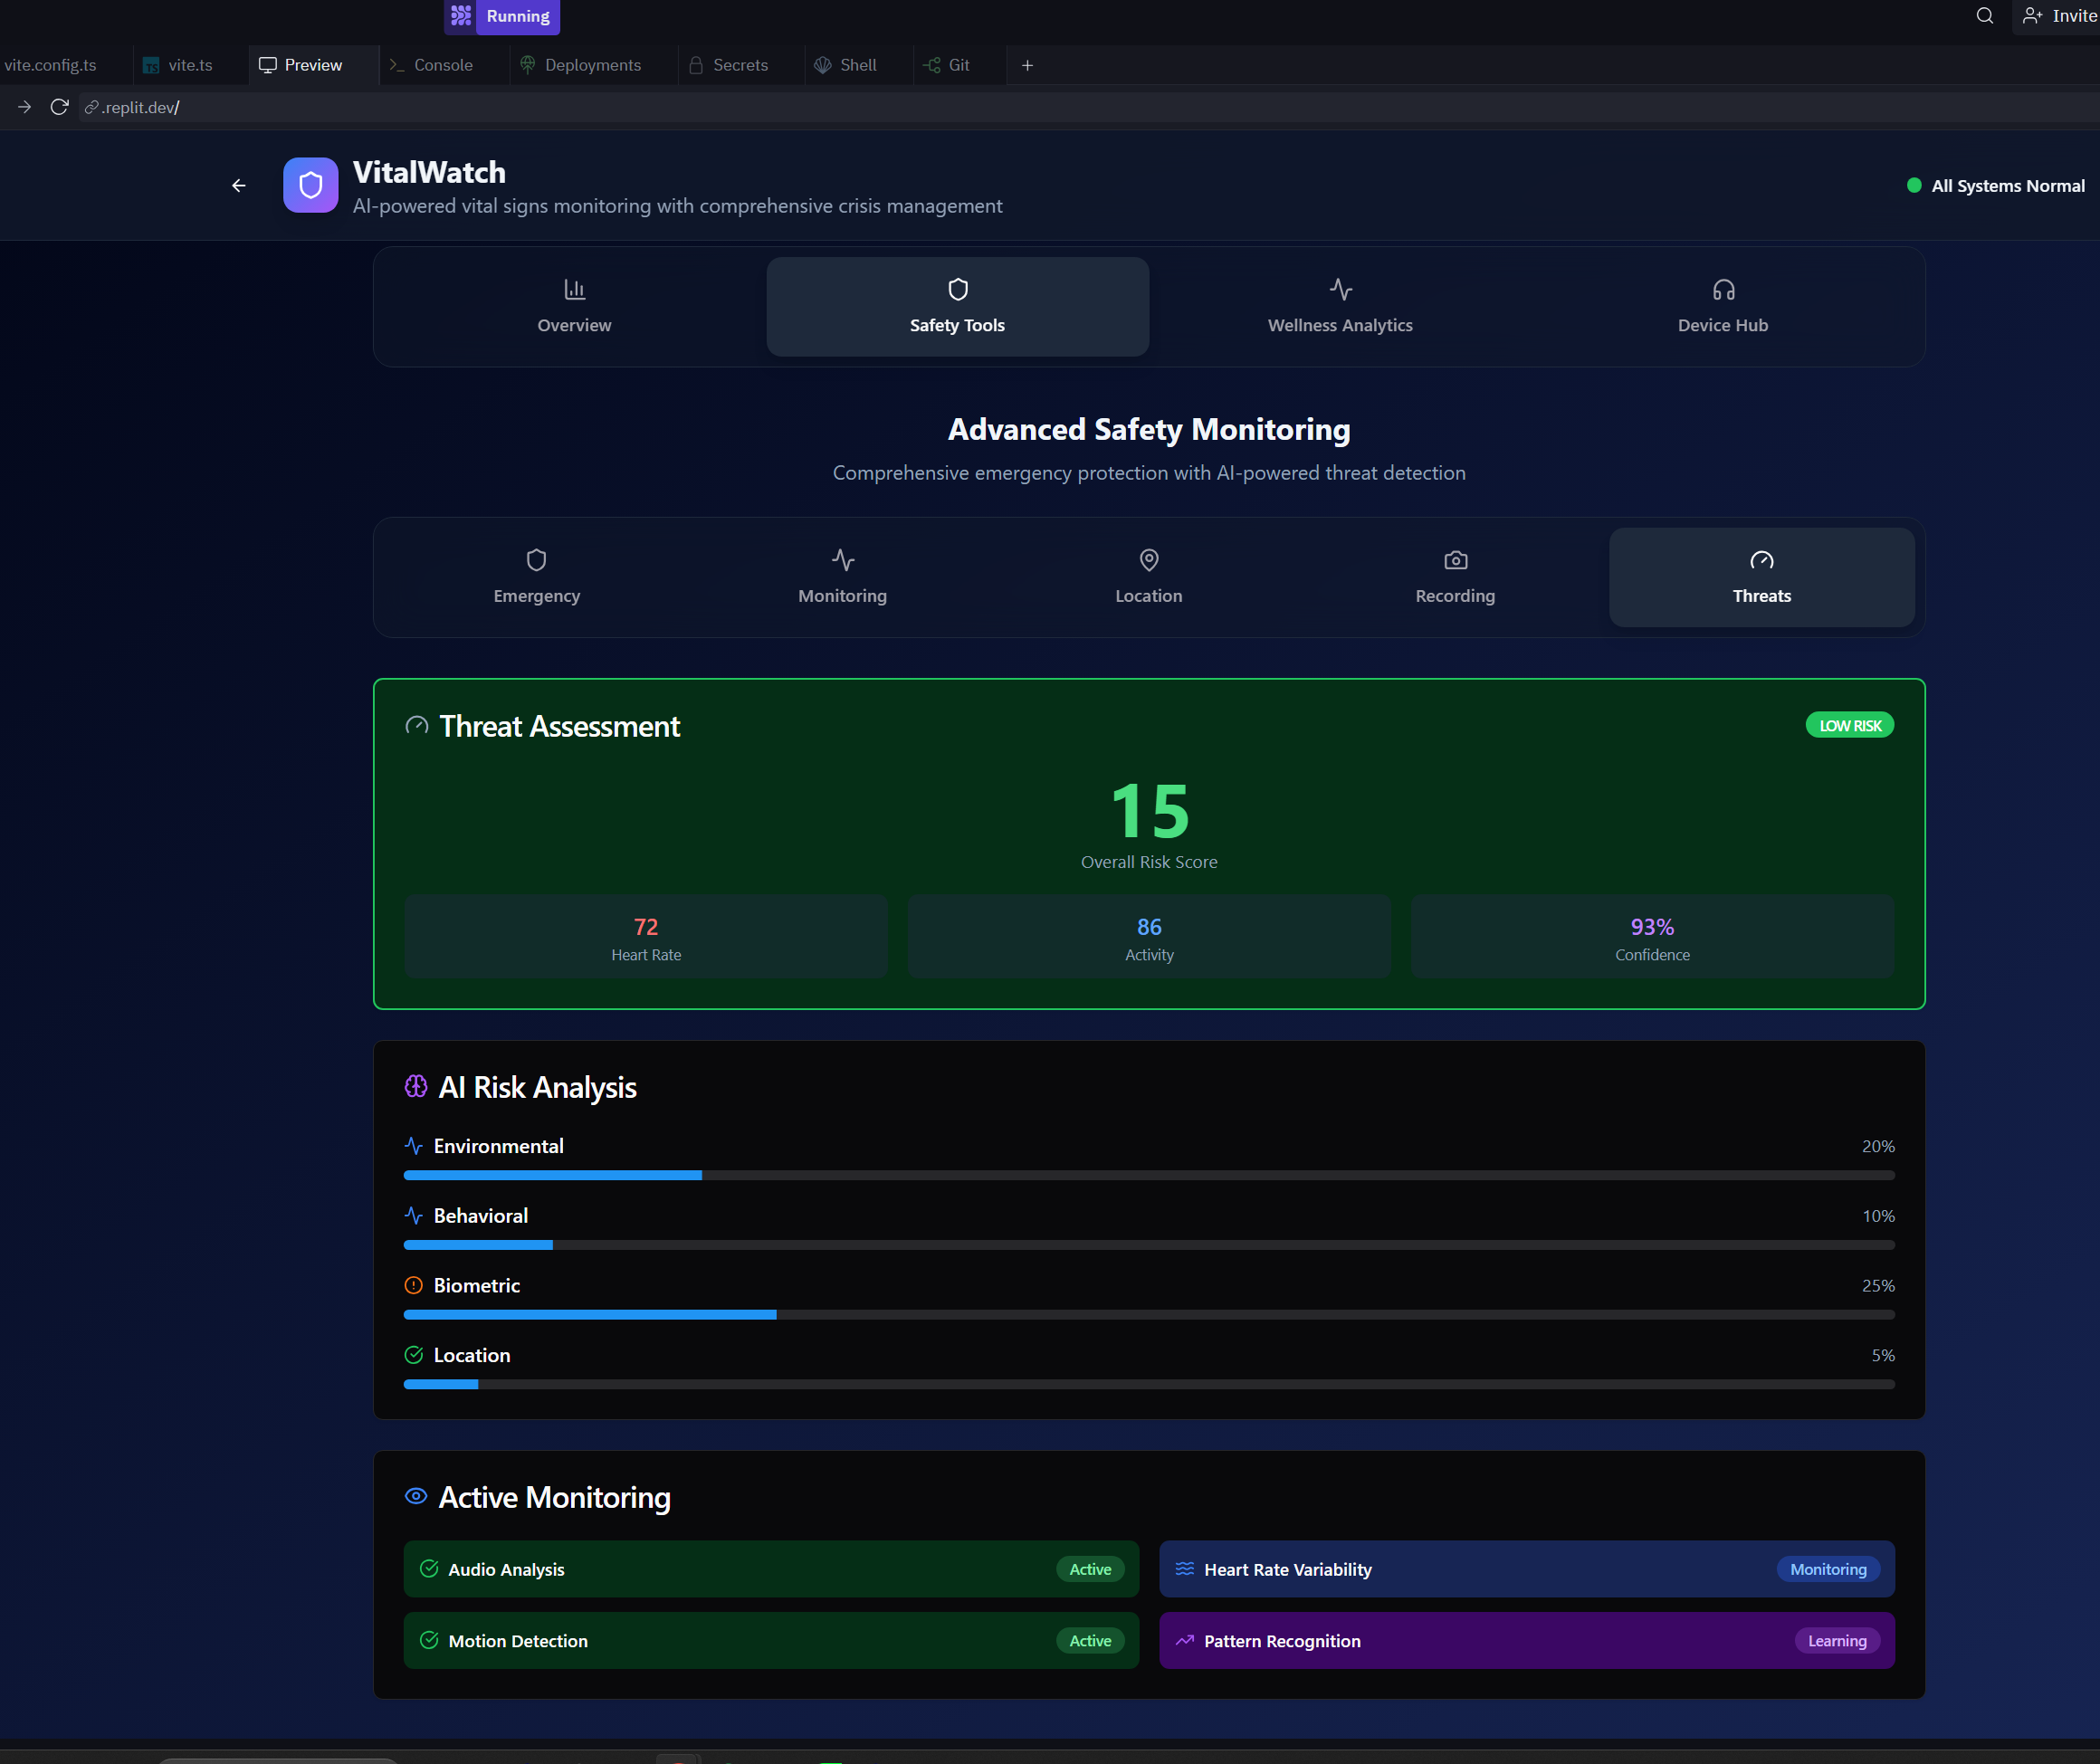 Running
Invite
vite.config.ts
TS vite.ts
Preview
Console
Deployments
Secrets
Shell
Git
.replit.dev/
VitalWatch
AI-powered vital signs monitoring with comprehensive crisis management
All Systems Normal
Overview
Safety Tools
Wellness Analytics
Device Hub
Advanced Safety Monitoring
Comprehensive emergency protection with AI-powered threat detection
Emergency
Monitoring
Location
Recording
Threats
Threat Assessment
LOW RISK
15
Overall Risk Score
72
Heart Rate
86
Activity
93%
Confidence
AI Risk Analysis
Environmental
20%
Behavioral
10%
Biometric
25%
Location
5%
Active Monitoring
Audio Analysis
Active
Heart Rate Variability
Monitoring
Motion Detection
Active
Pattern Recognition
Learning